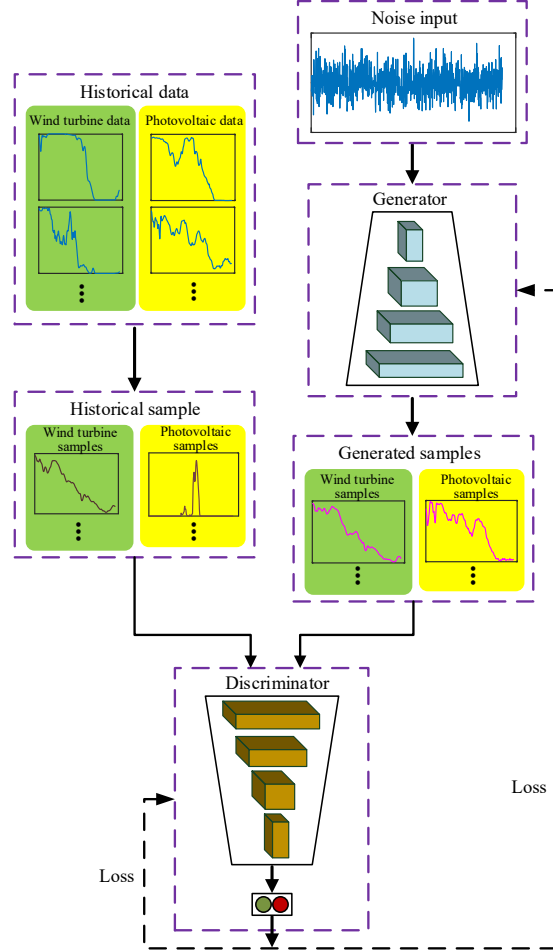 Noise input
Historical data
Wind turbine data
Photovoltaic data
Generator
Historical sample
Wind turbine
samples
Photovoltaic
samples
Generated samples
Wind turbine
samples
Photovoltaic
samples
Discriminator
Loss
Loss